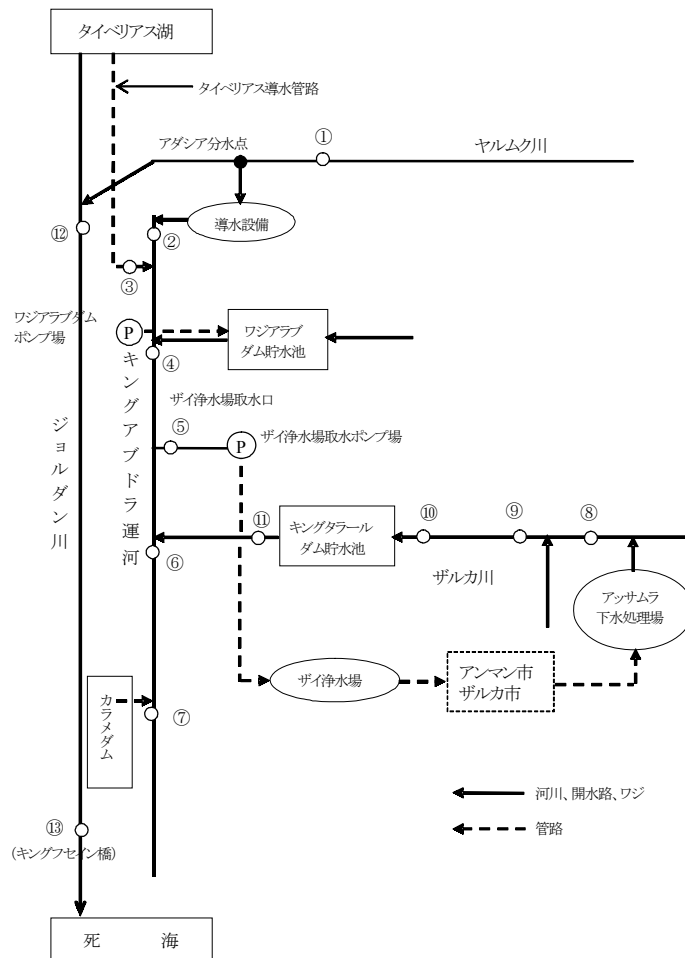 タイベリアス湖
タイベリアス導水管路
アダシア分水点
①
ヤルムク川
⑫
②
導水設備
③
ワジアラブダム
ポンプ場
P
ワジアラブ
ダム貯水池
④
キングアブドラ運河
ザイ浄水場取水口
⑤
P
ザイ浄水場取水ポンプ場
ジョルダン川
⑪
キングタラール
ダム貯水池
⑩
⑨
⑧
⑥
ザルカ川
アッサムラ
下水処理場
ザイ浄水場
アンマン市
ザルカ市
カラメダム
⑦
河川、開水路、ワジ
⑬
管路
(キングフセイン橋)
死 海